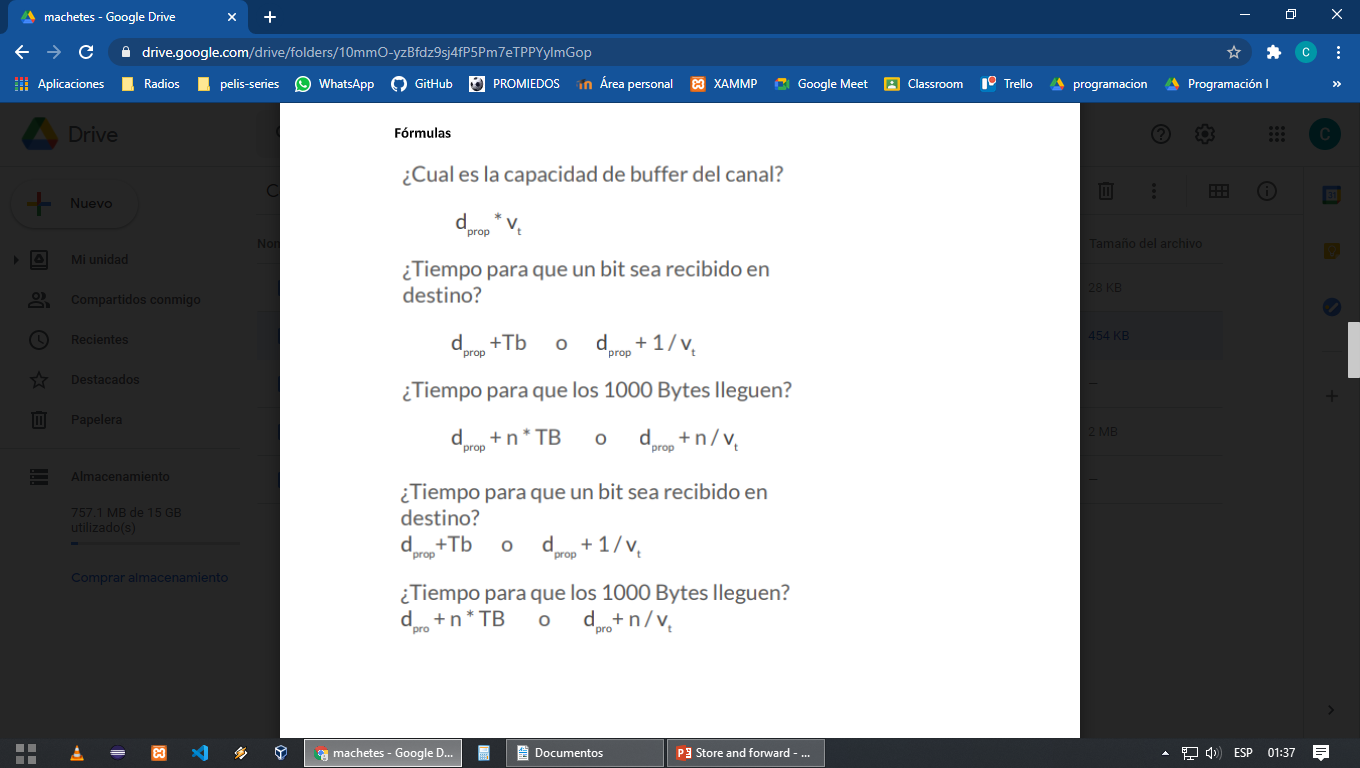 machetes - Google Drive
drive.google.com/drive/folders/10mmO-yzBfdz9sj4fP5Pm7eTPPYylmGop
C
Aplicaciones
Radios
pelis-series
WhatsApp
GitHub
PROMIEDOS
Área personal
XAMMP
Google Meet
Classroom
Trello
programacion
Programación I
»
Drive
C
Nuevo
Mi unidad
Compartidos conmigo
Recientes
Destacados
Papelera
Almacenamiento
757.1 MB de 15 GB
utilizado(s)
Comprar almacenamiento
C
Nom
Tamaño del archivo
28 KB
454 KB
—
2 MB
—
31
Fórmulas
¿Cual es la capacidad de buffer del canal?
dprop * vt
¿Tiempo para que un bit sea recibido en
destino?
dprop +Tb o dprop + 1 / vt
¿Tiempo para que los 1000 Bytes lleguen?
dprop + n * TB o dprop + n / vt
¿Tiempo para que un bit sea recibido en
destino?
dprop+Tb o dprop + 1 / vt
¿Tiempo para que los 1000 Bytes lleguen?
dpro + n * TB o dpro+ n / vt
machetes - Google D...
Documentos
Store and forward - ...
ESP
01:37